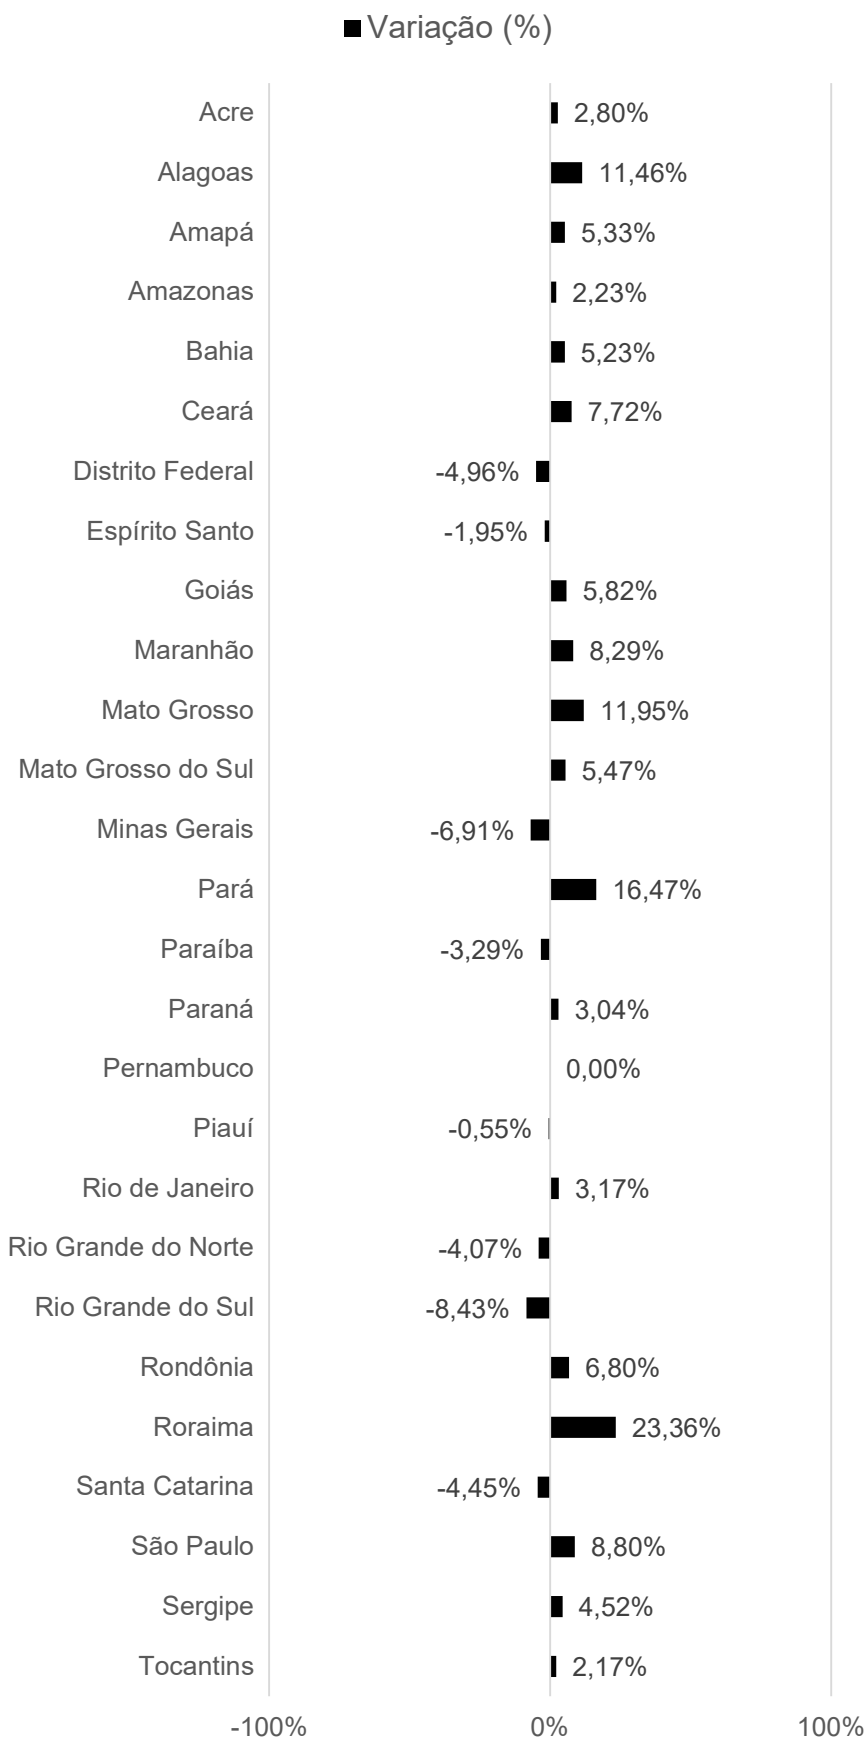 Variação (%)
Acre 2,80%
Alagoas 11,46%
Amapá 5,33%
Amazonas 2,23%
Bahia 5,23%
Ceará 7,72%
Distrito Federal -4,96%
Espírito Santo -1,95%
Goiás 5,82%
Maranhão 8,29%
Mato Grosso 11,95%
Mato Grosso do Sul 5,47%
Minas Gerais -6,91%
Pará 16,47%
Paraíba -3,29%
Paraná 3,04%
Pernambuco 0,00%
Piauí -0,55%
Rio de Janeiro 3,17%
Rio Grande do Norte -4,07%
Rio Grande do Sul -8,43%
Rondônia 6,80%
Roraima 23,36%
Santa Catarina -4,45%
São Paulo 8,80%
Sergipe 4,52%
Tocantins 2,17%
-100% 0% 100%